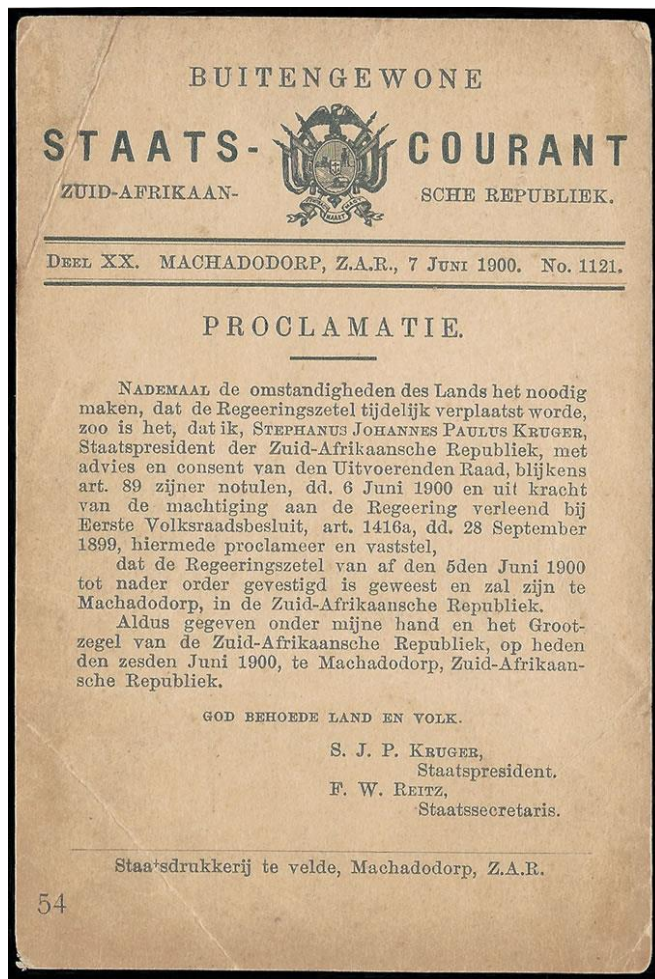 BUITENGEWONE
STAATS-COURANT
ZUID-AFRIKAAN-SCHE REPUBLIEK.
EENDRAGT MAAKT MAGT
DEEL XX. MACHADODORP, Z.A.R., 7 JUNI 1900. No. 1121.
PROCLAMATIE.
NADEMAAL de omstandigheden des Lands het noodig
maken, dat de Regeeringszetel tijdelijk verplaatst worde,
zoo is het, dat ik, STEPHANUS JOHANNES PAULUS KRUGER,
Staatspresident der Zuid-Afrikaansche Republiek, met
advies en consent van den Uitvoerenden Raad, blijkens
art. 89 zijner notulen, dd. 6 Juni 1900 en uit kracht
van de machtiging aan de Regeering verleend bij
Eerste Volksraadsbesluit, art. 1416a, dd. 28 September
1899, hiermede proclameer en vaststel,
dat de Regeeringszetel van af den 5den Juni 1900
tot nader order gevestigd is geweest en zal zijn te
Machadodorp, in de Zuid-Afrikaansche Republiek.
Aldus gegeven onder mijne hand en het Groot-
zegel van de Zuid-Afrikaansche Republiek, op heden
den zesden Juni 1900, te Machadodorp, Zuid-Afrikaan-
sche Republiek.
GOD BEHOEDE LAND EN VOLK.
S. J. P. KRUGER,
Staatspresident.
F. W. REITZ,
Staatssecretaris.
Staatsdrukkerij te velde, Machadodorp, Z.A.R.
54